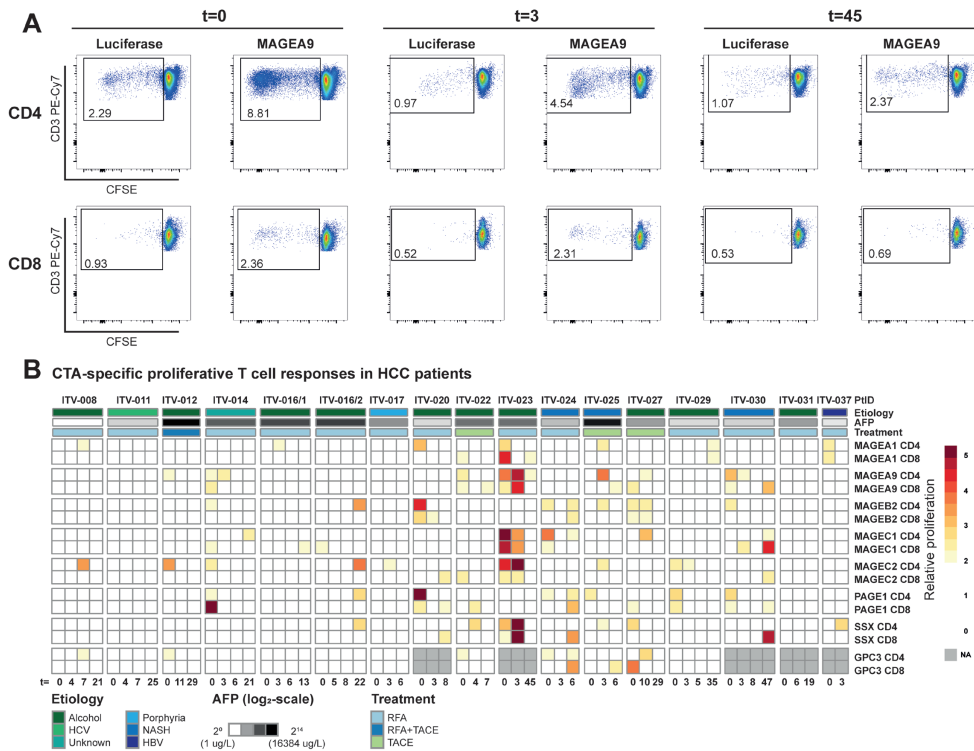 A
t=0 t=3 t=45
Luciferase MAGEA9 Luciferase MAGEA9 Luciferase MAGEA9
CD4
CD3 PE-Cy7
2.29 8.81 0.97 4.54 1.07 2.37
CFSE
CD8
CD3 PE-Cy7
0.93 2.36 0.52 2.31 0.53 0.69
CFSE
B CTA-specific proliferative T cell responses in HCC patients
ITV-008 ITV-011 ITV-012 ITV-014 ITV-016/1 ITV-016/2 ITV-017 ITV-020 ITV-022 ITV-023 ITV-024 ITV-025 ITV-027 ITV-029 ITV-030 ITV-031 ITV-037 PtID
Etiology
AFP
Treatment
MAGEA1 CD4
MAGEA1 CD8
MAGEA9 CD4
MAGEA9 CD8
MAGEB2 CD4
MAGEB2 CD8
MAGEC1 CD4
MAGEC1 CD8
MAGEC2 CD4
MAGEC2 CD8
PAGE1 CD4
PAGE1 CD8
SSX CD4
SSX CD8
GPC3 CD4
GPC3 CD8
5
4
3
2
1
0
NA
Relative proliferation
t= 0 4 7 21 0 4 7 25 0 11 29 0 3 6 21 0 3 6 13 0 5 8 22 0 3 6 0 3 8 0 4 7 0 3 45 0 3 6 0 3 6 0 10 29 0 3 5 35 0 3 8 47 0 6 19 0 3
Etiology AFP (log₂-scale) Treatment
Alcohol Porphyria RFA
HCV NASH 2⁰ 2¹⁴ RFA+TACE
Unknown HBV (1 ug/L) (16384 ug/L) TACE